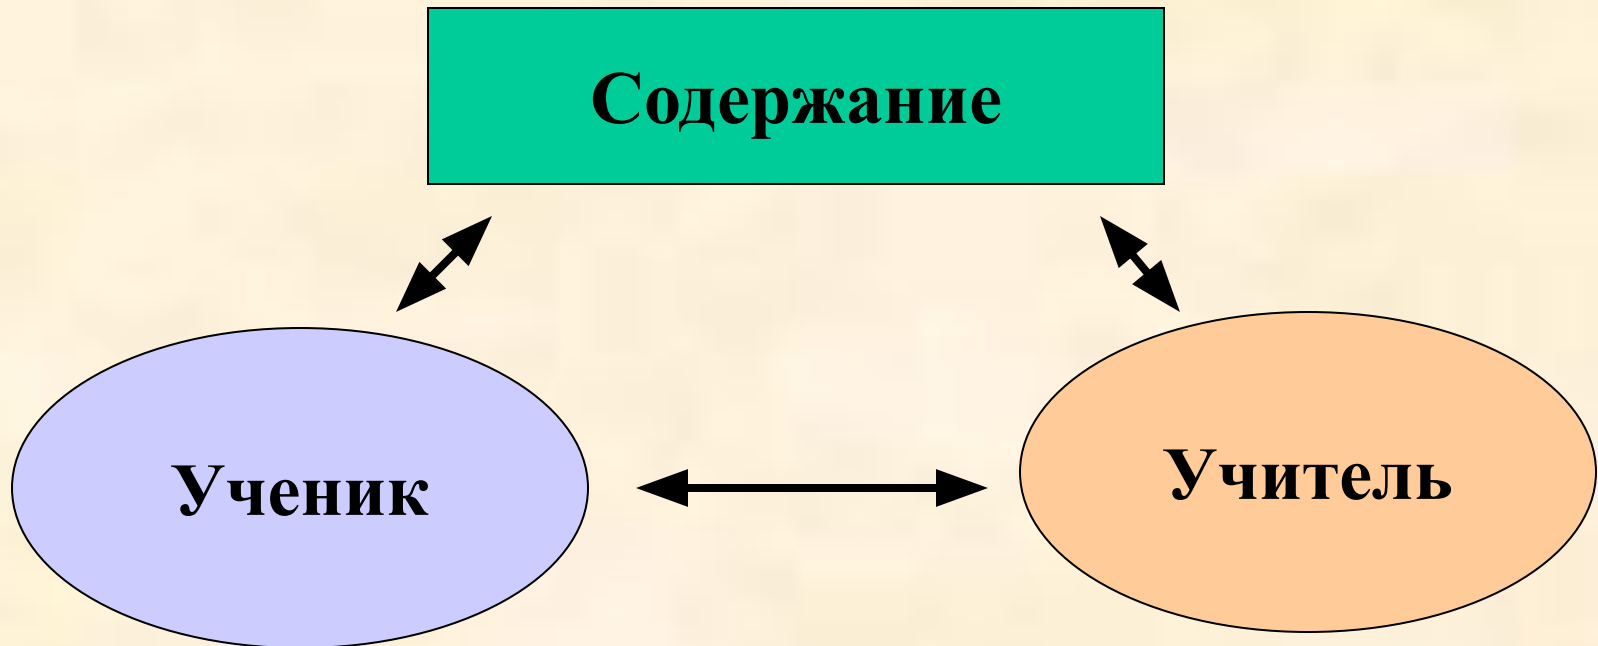 Содержание
Ученик
Учитель